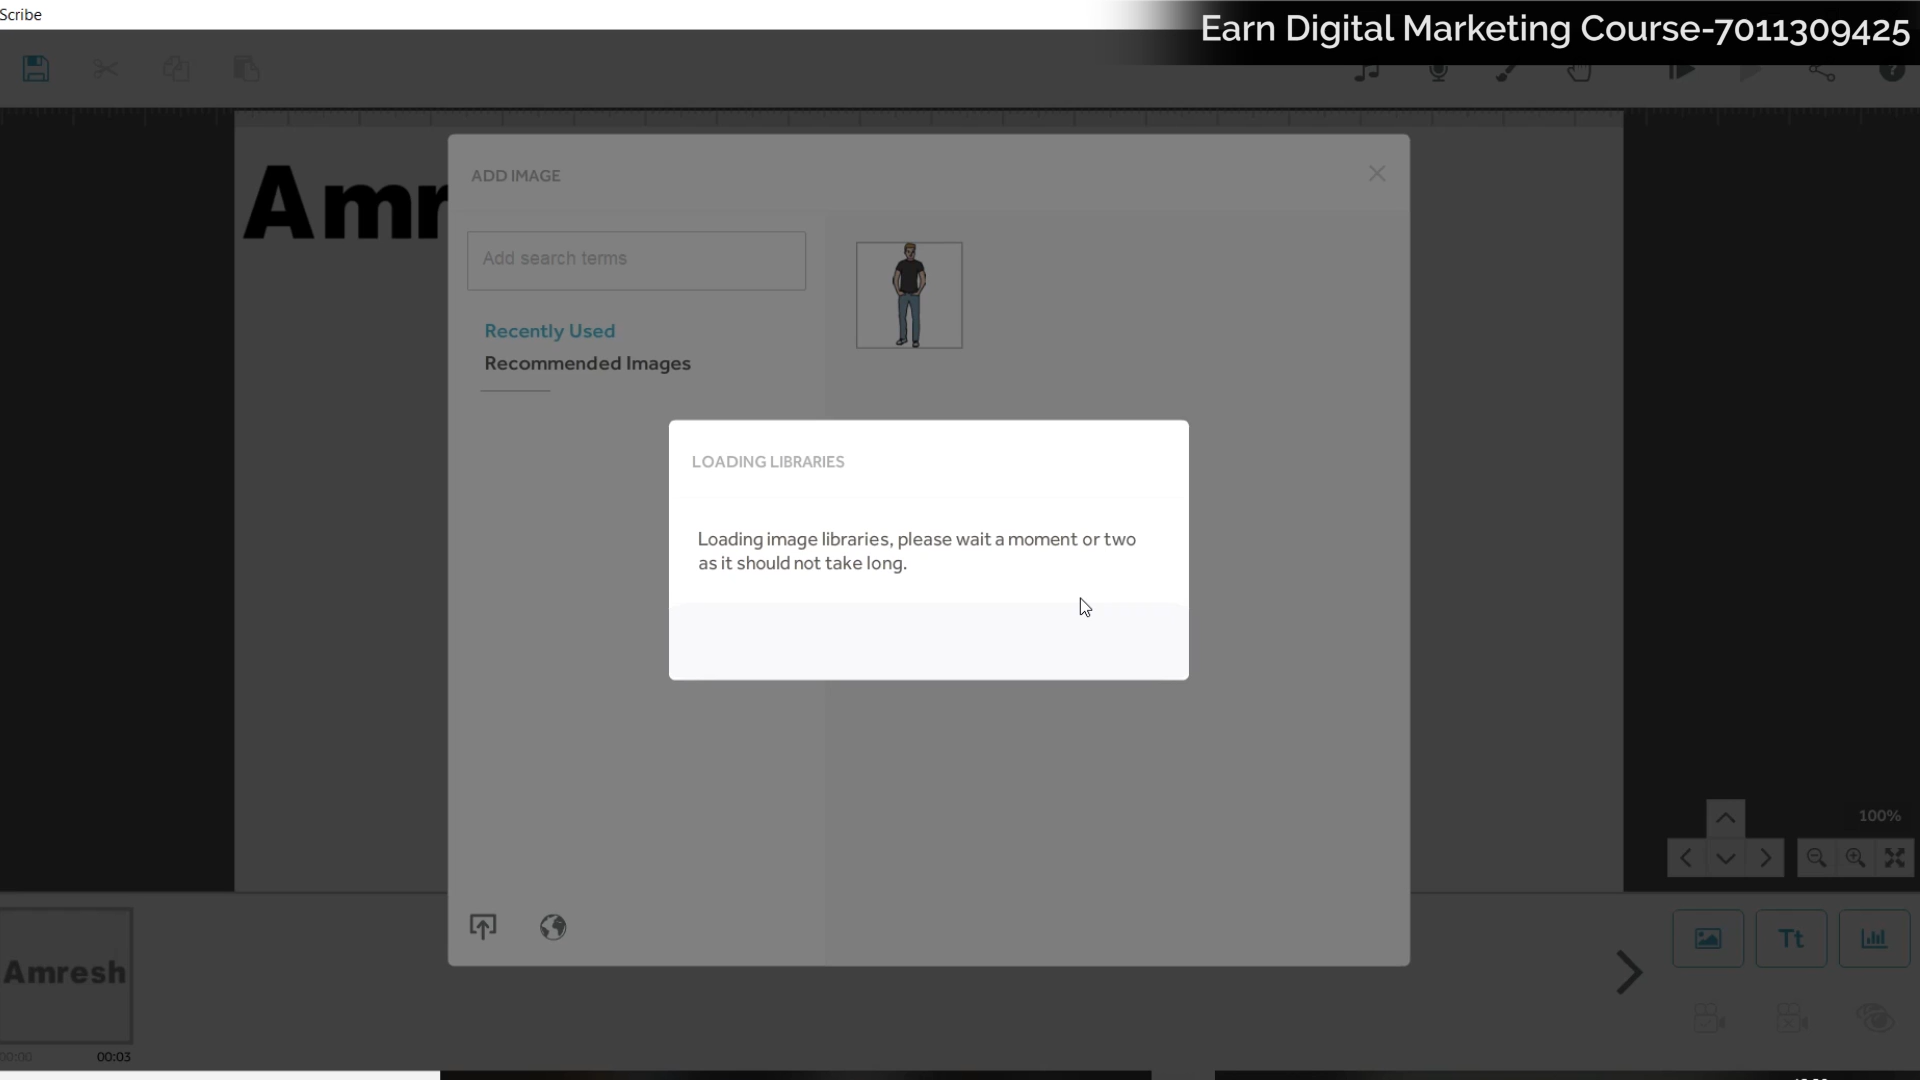 Scribe
Earn Digital Marketing Course-7011309425
Amr
ADD IMAGE
Add search terms
Recently Used
Recommended Images
LOADING LIBRARIES
Loading image libraries, please wait a moment or two
as it should not take long.
100%
Tt
Amresh
00:00
00:03